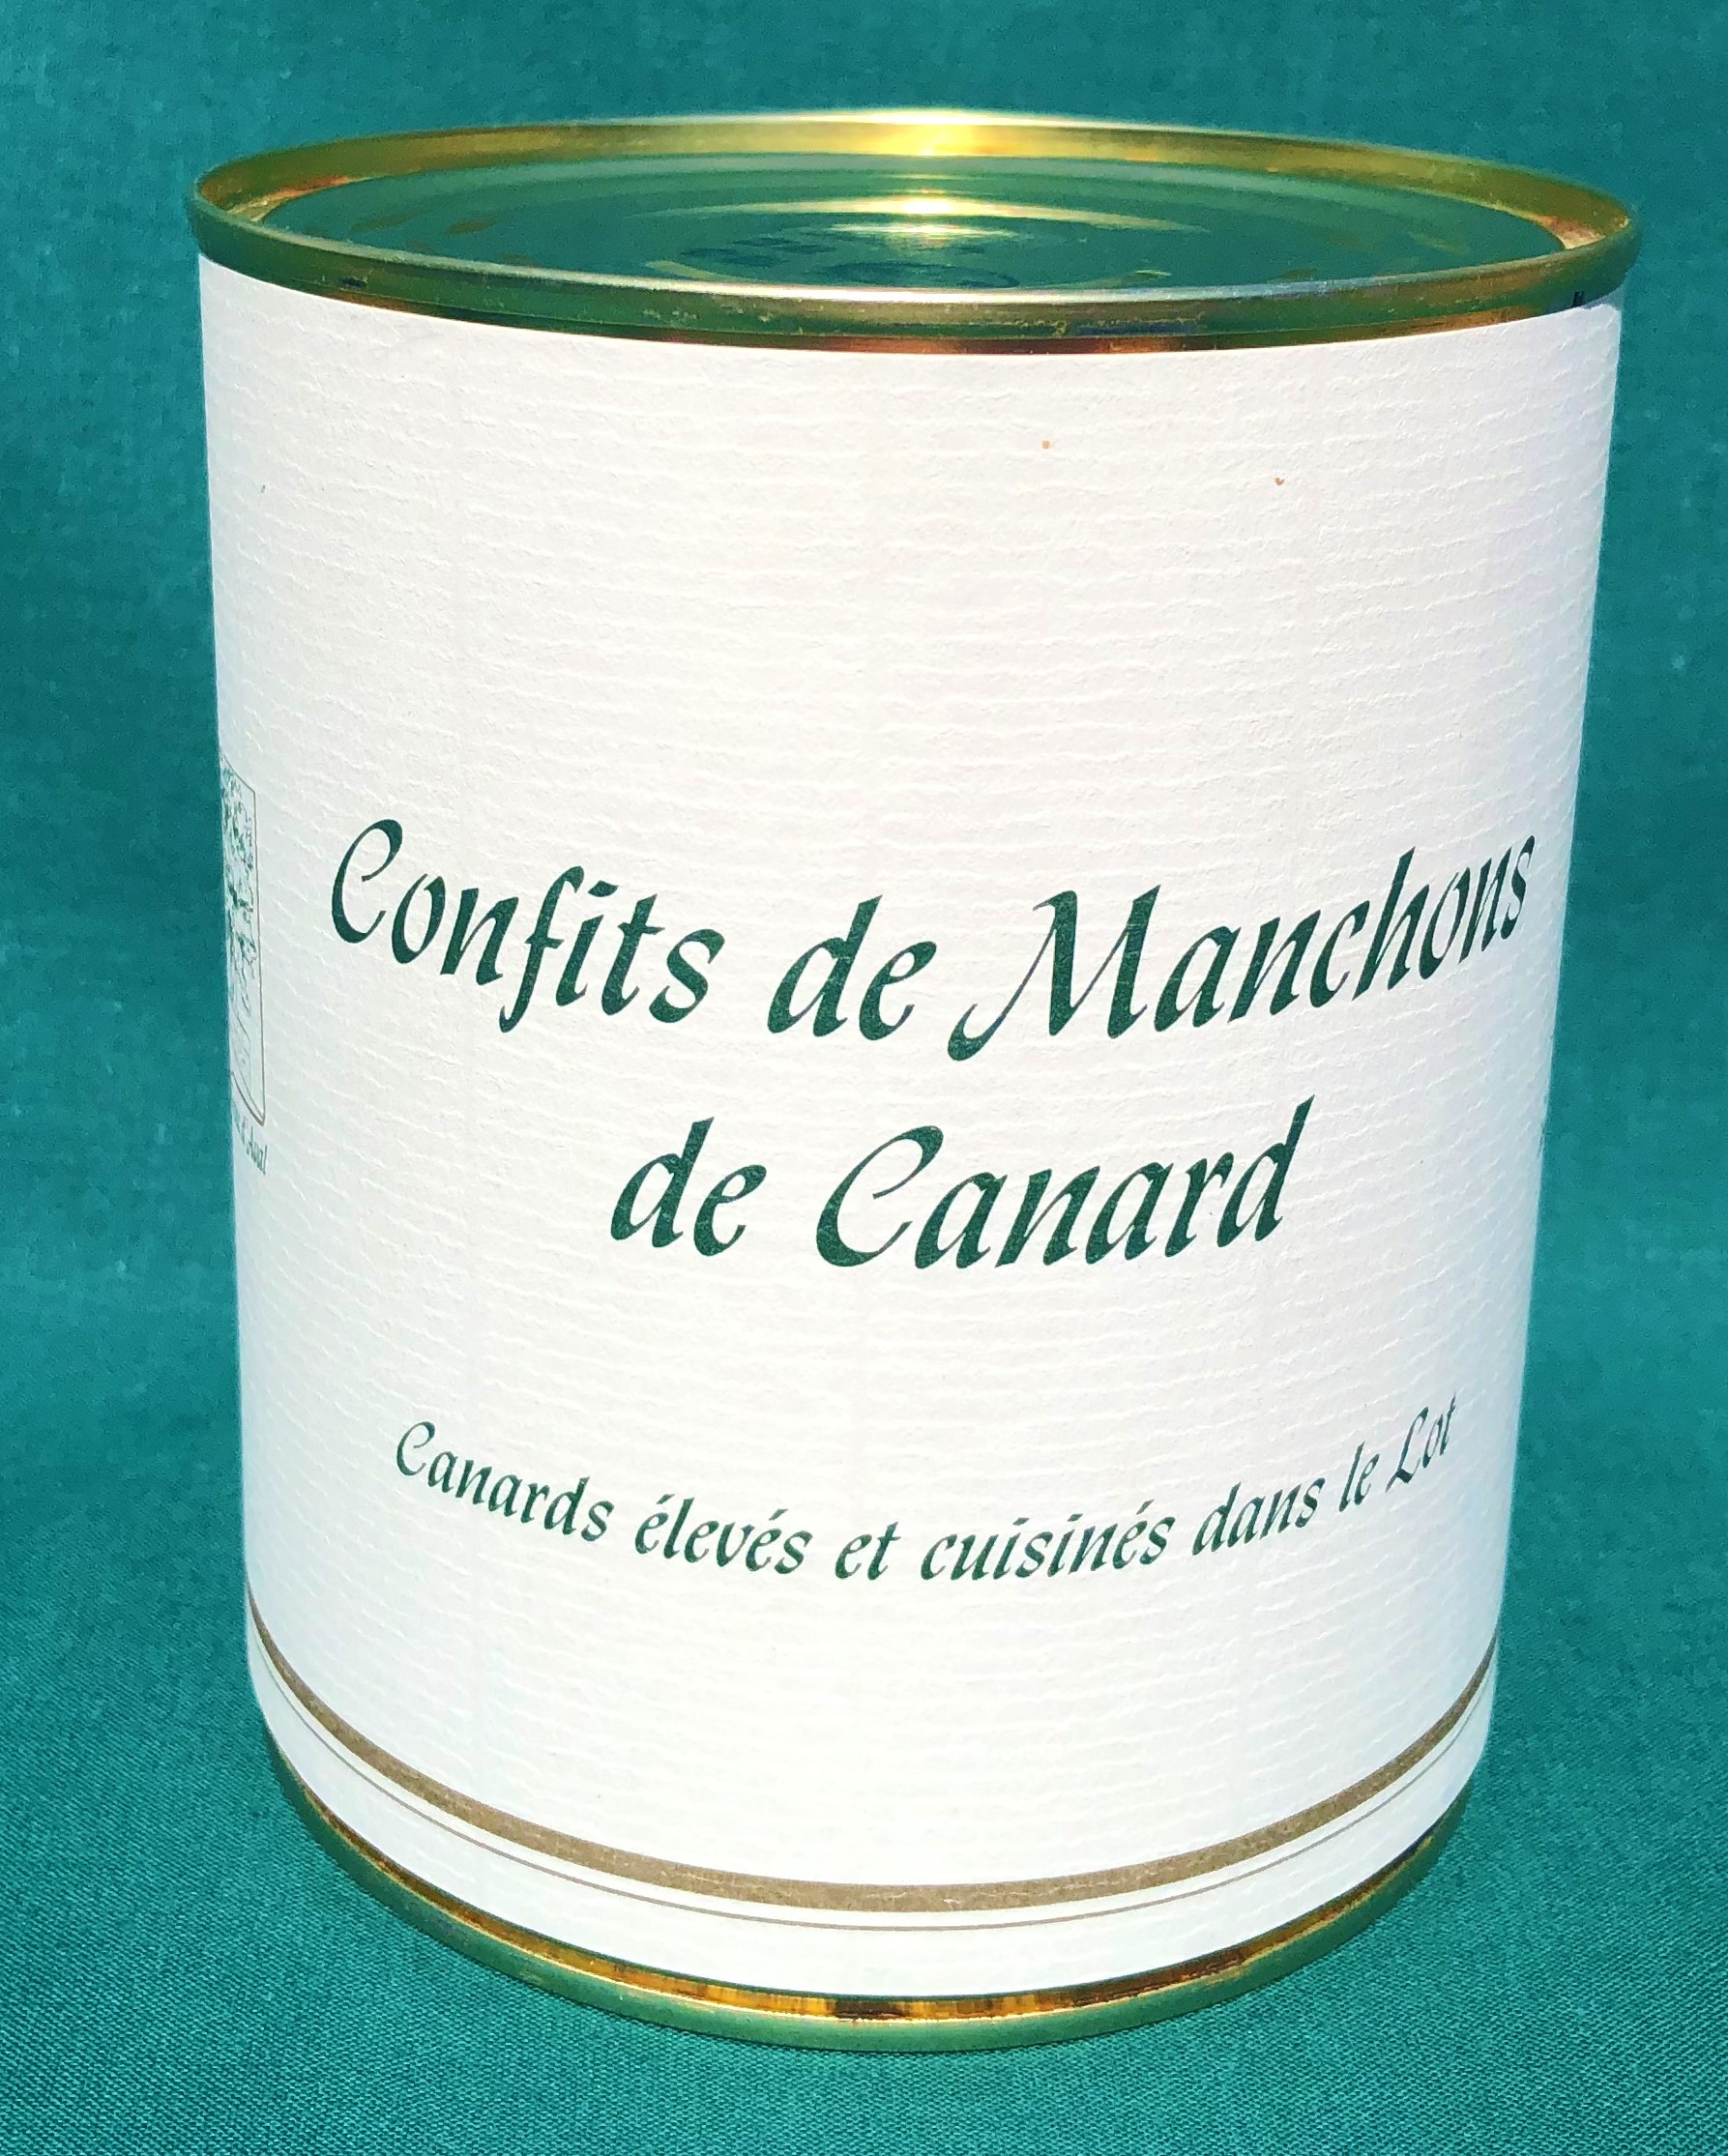 Confits de Manchons
de Canard
Canards élevés et cuisinés dans le Lot